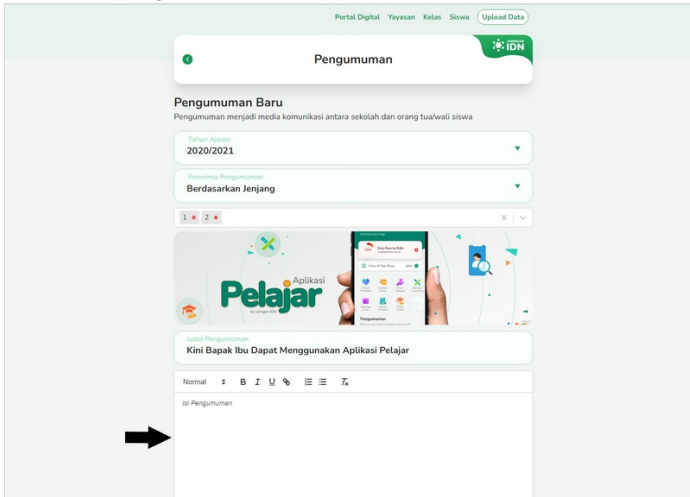 Portal Digital Yayasan Kelas Siswa Upload Data
IDN
Pengumuman
Pengumuman Baru
Pengumuman menjadi media komunikasi antara sekolah dan orang tua/wali siswa
Tahun Ajaran
2020/2021
Penerima Pengumuman
Berdasarkan Jenjang
1 × 2 ×
Aplikasi
Pelajar
Pengumuman
Judul Pengumuman
Kini Bapak Ibu Dapat Menggunakan Aplikasi Pelajar
Normal B I U
Isi Pengumuman